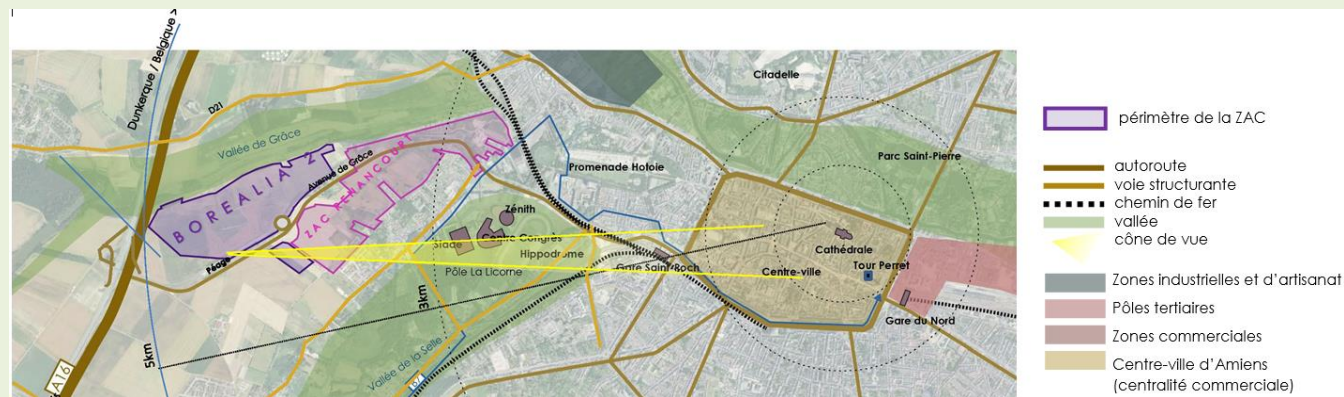 Dunkerque / Belgique >
D21
Citadelle
Vallée de Grâce
Avenue de Grâce
BOREALIA 2
ZAC RENANCOURT
Promenade Hotoie
Parc Saint-Pierre
Zénith
Stade
Centre Congrès
Hippodrome
Péage
Pôle La Licorne
Gare Saint-Roch
Cathédrale
Centre-ville
Tour Perret
Gare du Nord
3km
5km
Vallée de la Selle
A16
périmètre de la ZAC
autoroute
voie structurante
chemin de fer
vallée
cône de vue
Zones industrielles et d'artisanat
Pôles tertiaires
Zones commerciales
Centre-ville d'Amiens
(centralité commerciale)